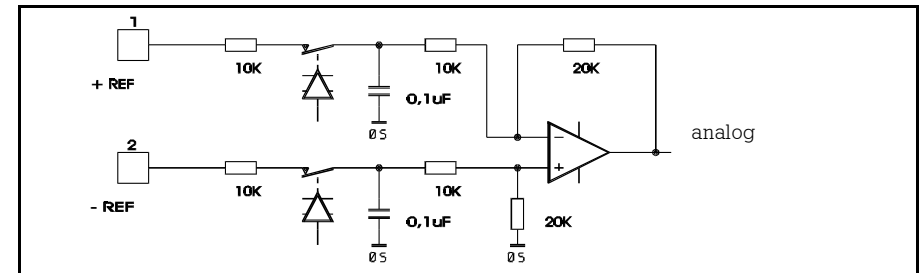 1
10K
10K
20K
+ REF
0,1uF
0S
analog
2
-
+
10K
10K
- REF
20K
0,1uF
0S
0S